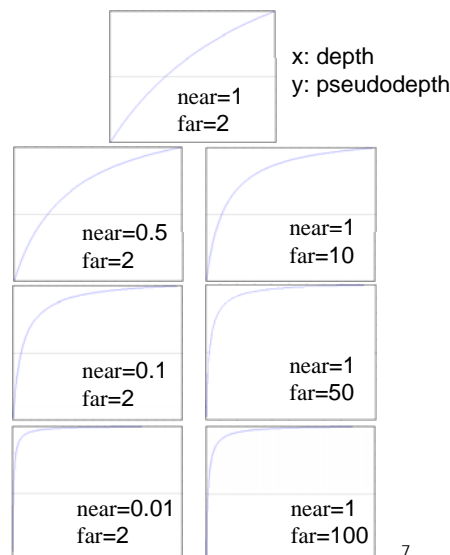 near=1
far=2
x: depth
y: pseudodepth
near=0.5
far=2
near=1
far=10
near=0.1
far=2
near=1
far=50
near=0.01
far=2
near=1
far=100
7